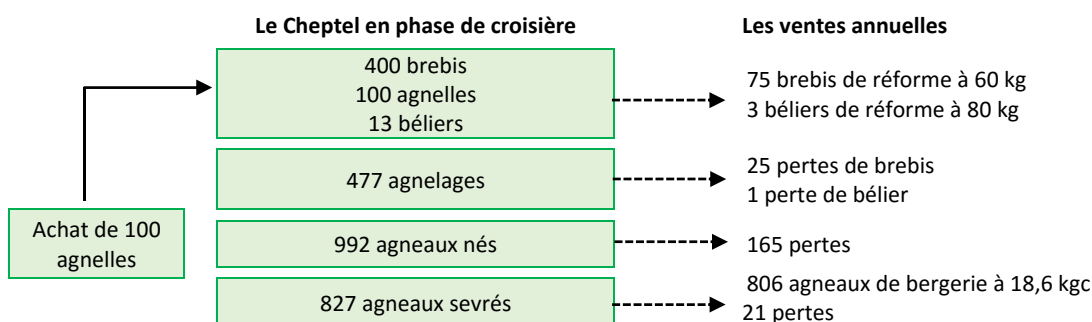 Le Cheptel en phase de croisière
Les ventes annuelles
400 brebis
100 agnelles
13 béliers
75 brebis de réforme à 60 kg
3 béliers de réforme à 80 kg
477 agnelages
25 pertes de brebis
1 perte de bélier
Achat de 100
agnelles
992 agneaux nés
165 pertes
827 agneaux sevrés
806 agneaux de bergerie à 18,6 kgc
21 pertes